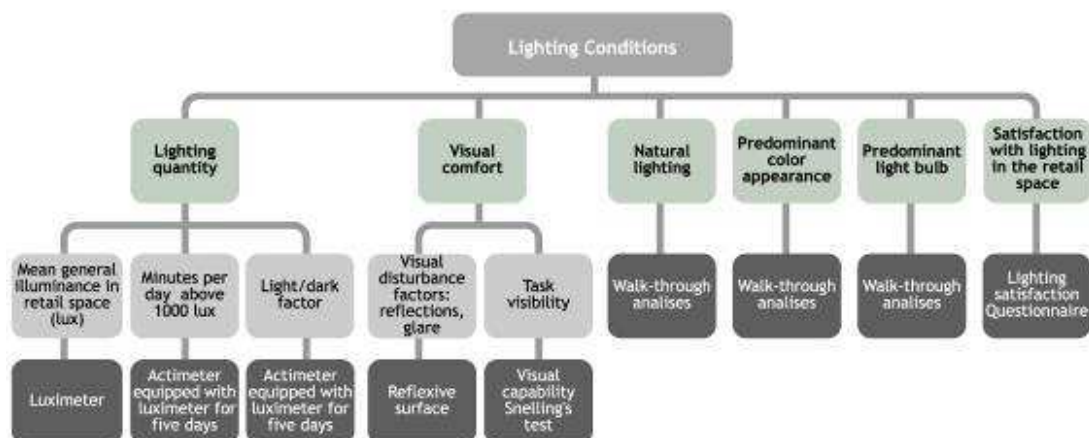 Lighting Conditions
Lighting
quantity
Visual
comfort
Natural
lighting
Predominant
color
appearance
Predominant
light bulb
Satisfaction
with lighting
in the retail
space
Mean general
illuminance in
retail space
(lux)
Minutes per
day above
1000 lux
Light/dark
factor
Visual
disturbance
factors:
reflections,
glare
Task
visibility
Walk-through
analises
Walk-through
analises
Walk-through
analises
Lighting
satisfaction
Questionnaire
Luximeter
Actimeter
equipped with
luximeter for
five days
Actimeter
equipped with
luximeter for
five days
Reflexive
surface
Visual
capability
Snelling's
test